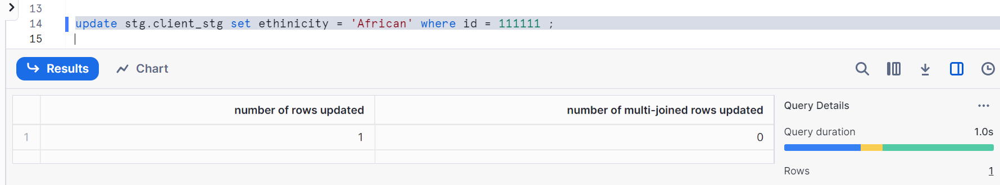 13
14 update stg.client_stg set ethinicity = 'African' where id = 111111 ;
15
Results Chart
number of rows updated number of multi-joined rows updated
1 1 0
Query Details
Query duration 1.0s
Rows 1